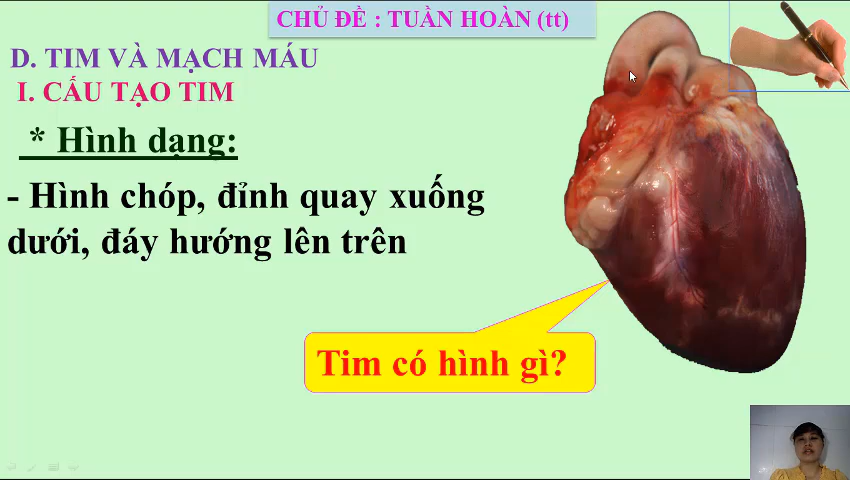 CHỦ ĐỀ : TUẦN HOÀN (tt)
D. TIM VÀ MẠCH MÁU
I. CẤU TẠO TIM
* Hình dạng:
- Hình chóp, đỉnh quay xuống
dưới, đáy hướng lên trên
Tim có hình gì?